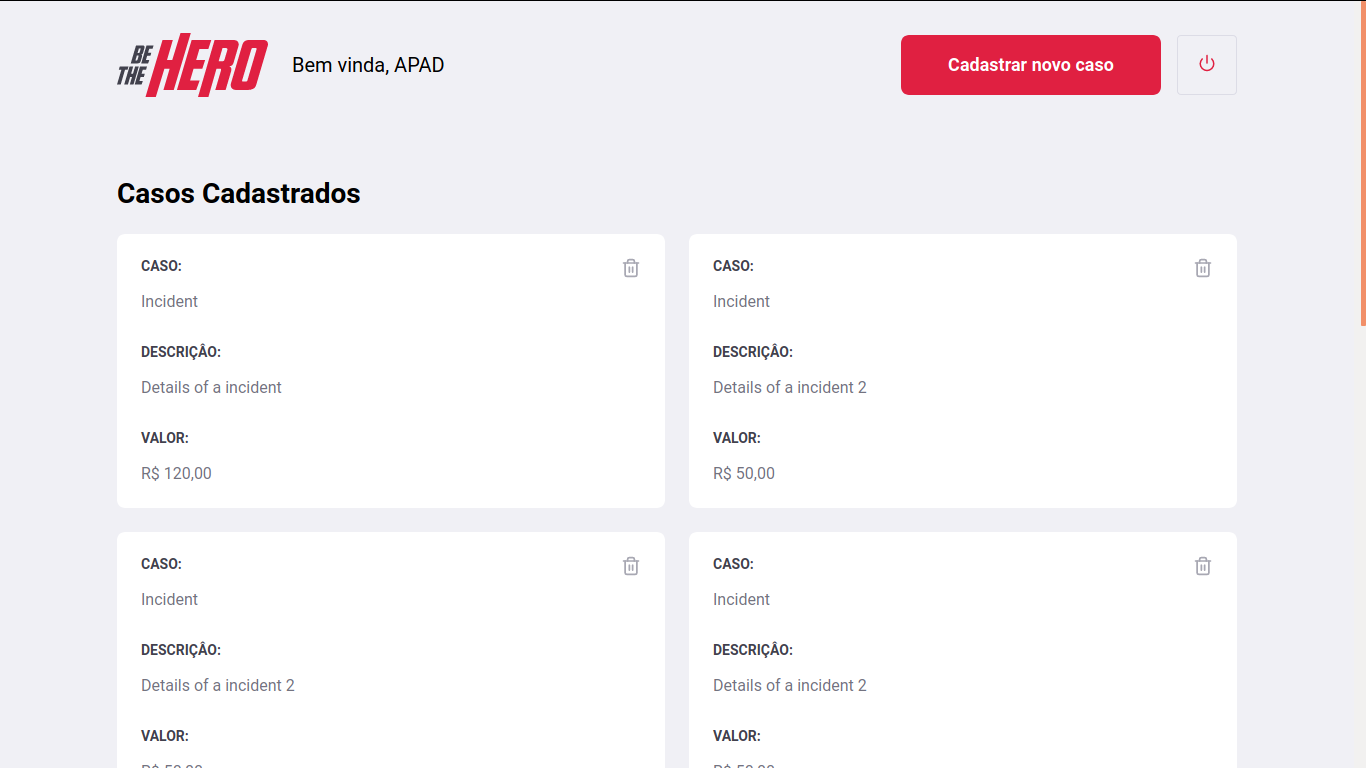 BE THE HERO
Bem vinda, APAD
Cadastrar novo caso
Casos Cadastrados
CASO:
Incident
DESCRIÇÂO:
Details of a incident
VALOR:
R$ 120,00
CASO:
Incident
DESCRIÇÂO:
Details of a incident 2
VALOR:
R$ 50,00
CASO:
Incident
DESCRIÇÂO:
Details of a incident 2
VALOR:
CASO:
Incident
DESCRIÇÂO:
Details of a incident 2
VALOR: